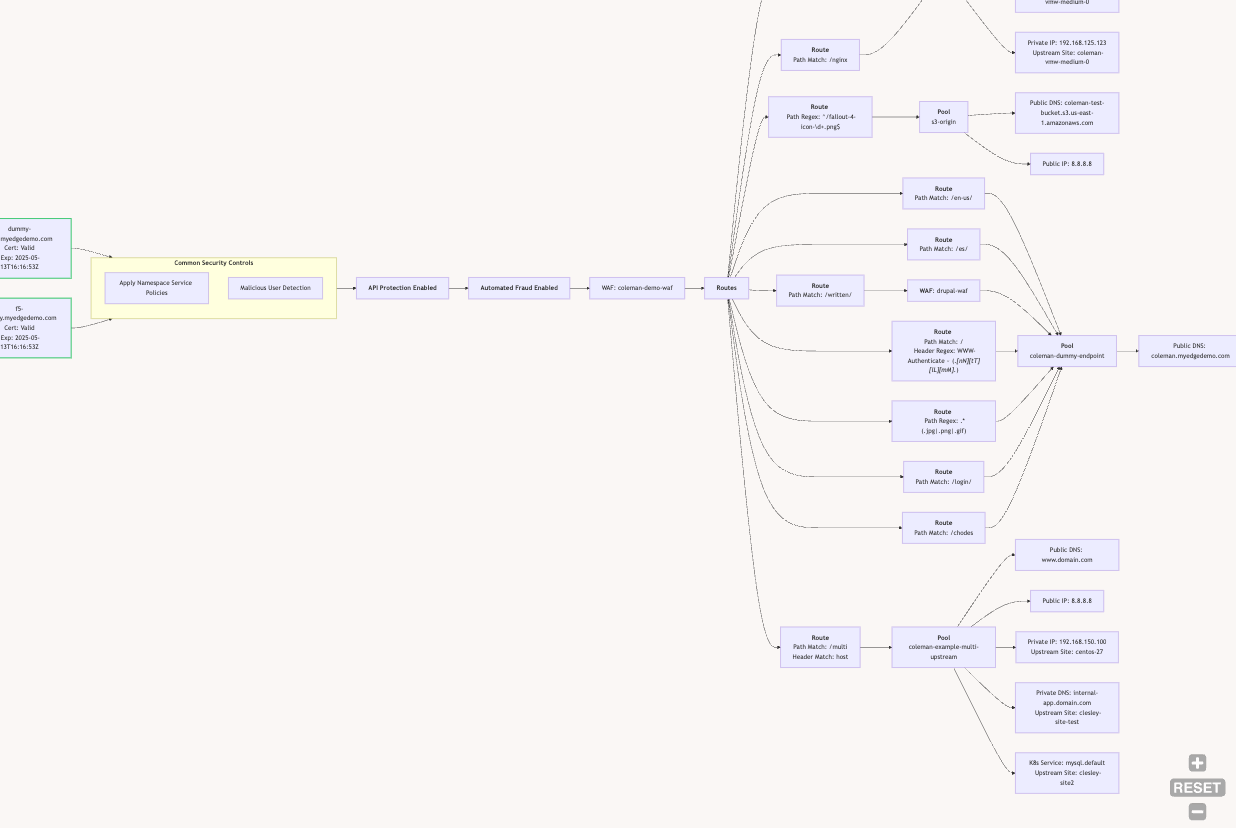 vmw-medium-0
Private IP: 192.168.125.123
Upstream Site: coleman-
vmw-medium-0
Route
Path Match: /nginx
Route
Path Regex: ^/fallout-4-
icon-\d+.png$
Pool
s3-origin
Public DNS: coleman-test-
bucket.s3.us-east-
1.amazonaws.com
Public IP: 8.8.8.8
Route
Path Match: /en-us/
Route
Path Match: /es/
dummy-
myedgedemo.com
Cert: Valid
Exp: 2025-05-
13T16:16:53Z
Common Security Controls
Apply Namespace Service
Policies
Malicious User Detection
API Protection Enabled
Automated Fraud Enabled
WAF: coleman-demo-waf
Routes
Route
Path Match: /written/
WAF: drupal-waf
f5-
y.myedgedemo.com
Cert: Valid
Exp: 2025-05-
13T16:16:53Z
Route
Path Match: /
Header Regex: WWW-
Authenticate - (.[nN][tT]
[lL][mM].)
Pool
coleman-dummy-endpoint
Public DNS:
coleman.myedgedemo.com
Route
Path Regex: .*
(.jpg|.png|.gif)
Route
Path Match: /login/
Route
Path Match: /chodes
Public DNS:
www.domain.com
Public IP: 8.8.8.8
Route
Path Match: /multi
Header Match: host
Pool
coleman-example-multi-
upstream
Private IP: 192.168.150.100
Upstream Site: centos-27
Private DNS: internal-
app.domain.com
Upstream Site: clesley-
site-test
K8s Service: mysql.default
Upstream Site: clesley-
site2
RESET